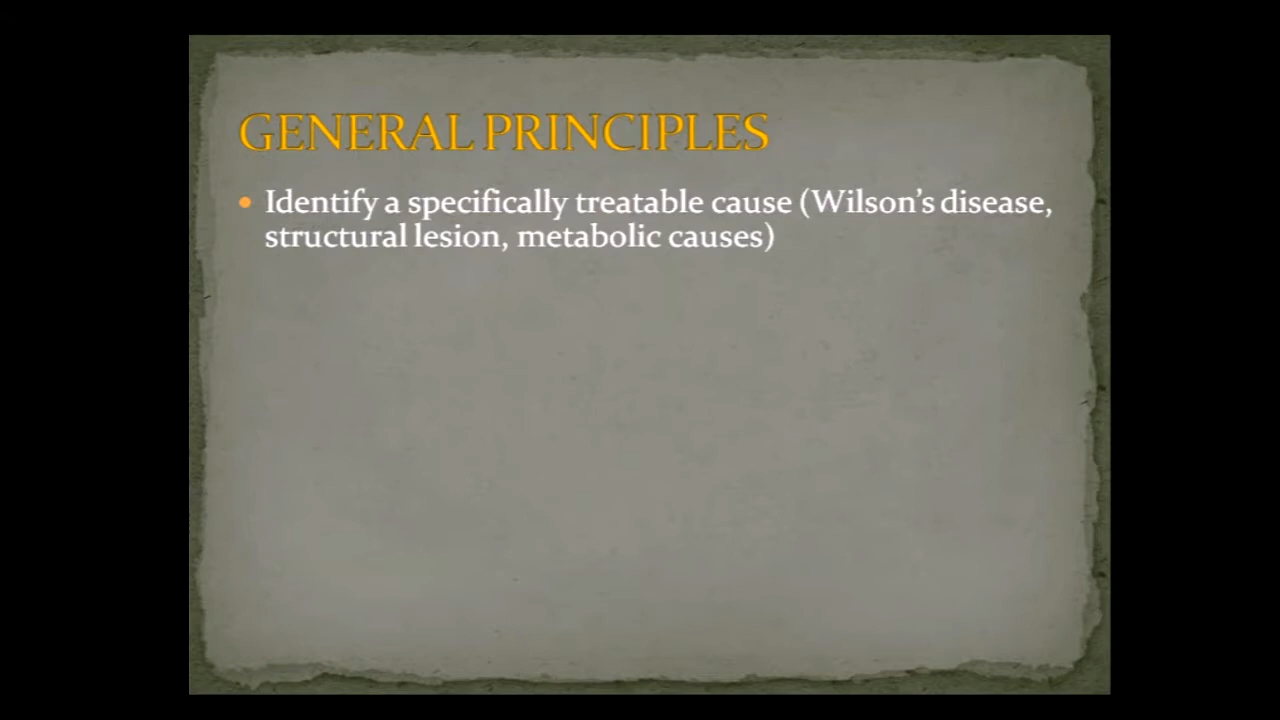 GENERAL PRINCIPLES
• Identify a specifically treatable cause (Wilson's disease,
structural lesion, metabolic causes)